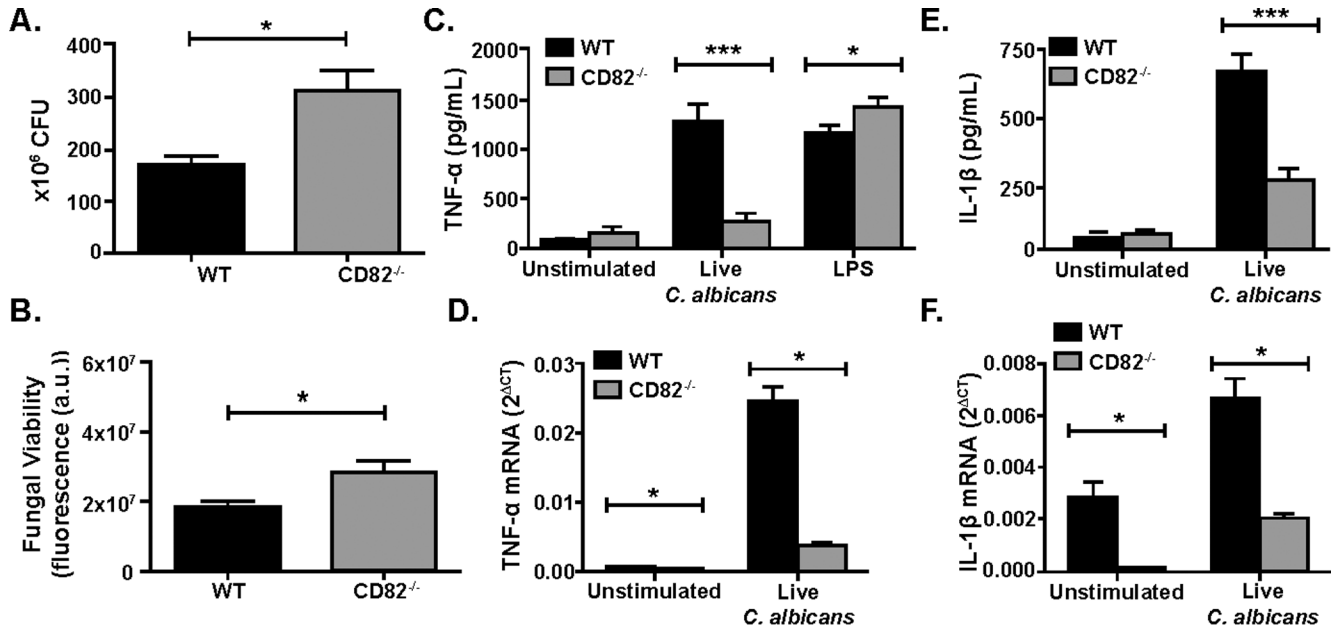 A.
*
400
300
200
100
0
x10⁶ CFU
WT
CD82-/-
B.
*
6x10⁷
4x10⁷
2x10⁷
0
Fungal Viability
(fluorescence (a.u.))
WT
CD82-/-
C.
WT
CD82-/-
***
*
2000
1500
1000
500
0
TNF-α (pg/mL)
Unstimulated
Live
C. albicans
LPS
D.
WT
CD82-/-
*
*
0.03
0.02
0.01
0.00
TNF-α mRNA (2^ΔCT)
Unstimulated
Live
C. albicans
E.
WT
CD82-/-
***
750
500
250
0
IL-1β (pg/mL)
Unstimulated
Live
C. albicans
F.
WT
CD82-/-
*
*
0.008
0.006
0.004
0.002
0.000
IL-1β mRNA (2^ΔCT)
Unstimulated
Live
C. albicans